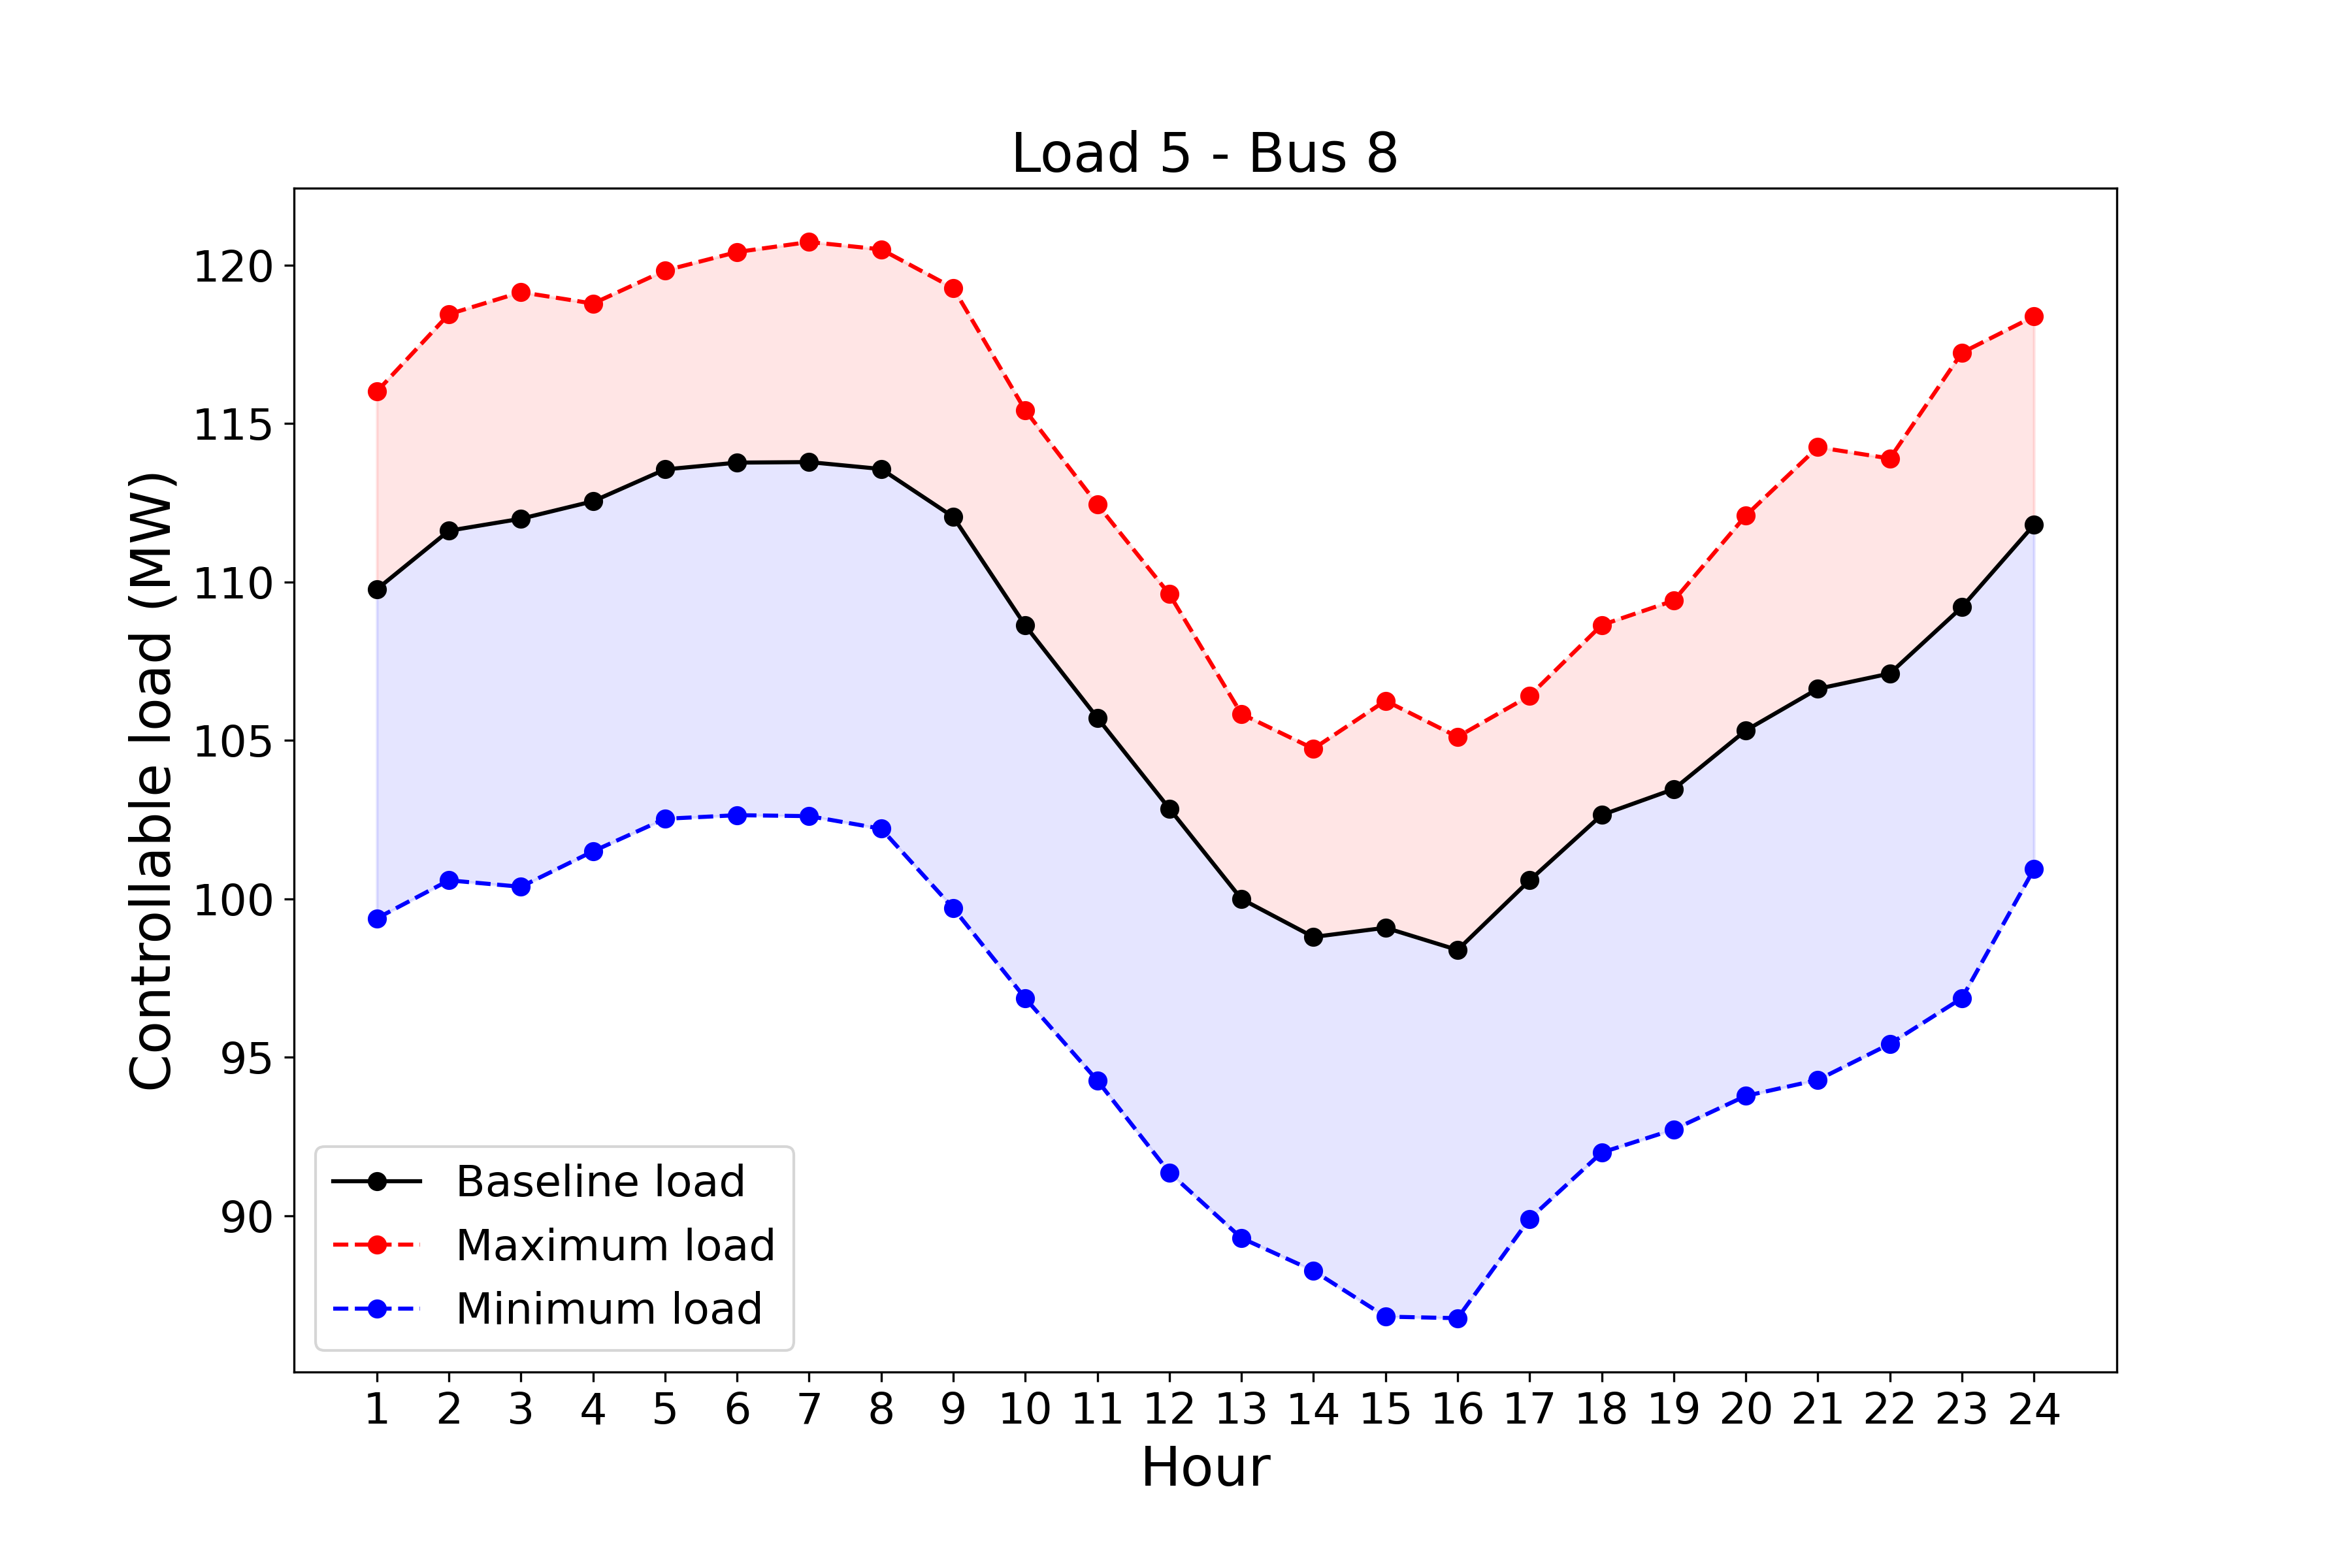 Load 5 - Bus 8
Controllable load (MW)
120
115
110
105
100
95
90
Baseline load
Maximum load
Minimum load
1 2 3 4 5 6 7 8 9 10 11 12 13 14 15 16 17 18 19 20 21 22 23 24
Hour